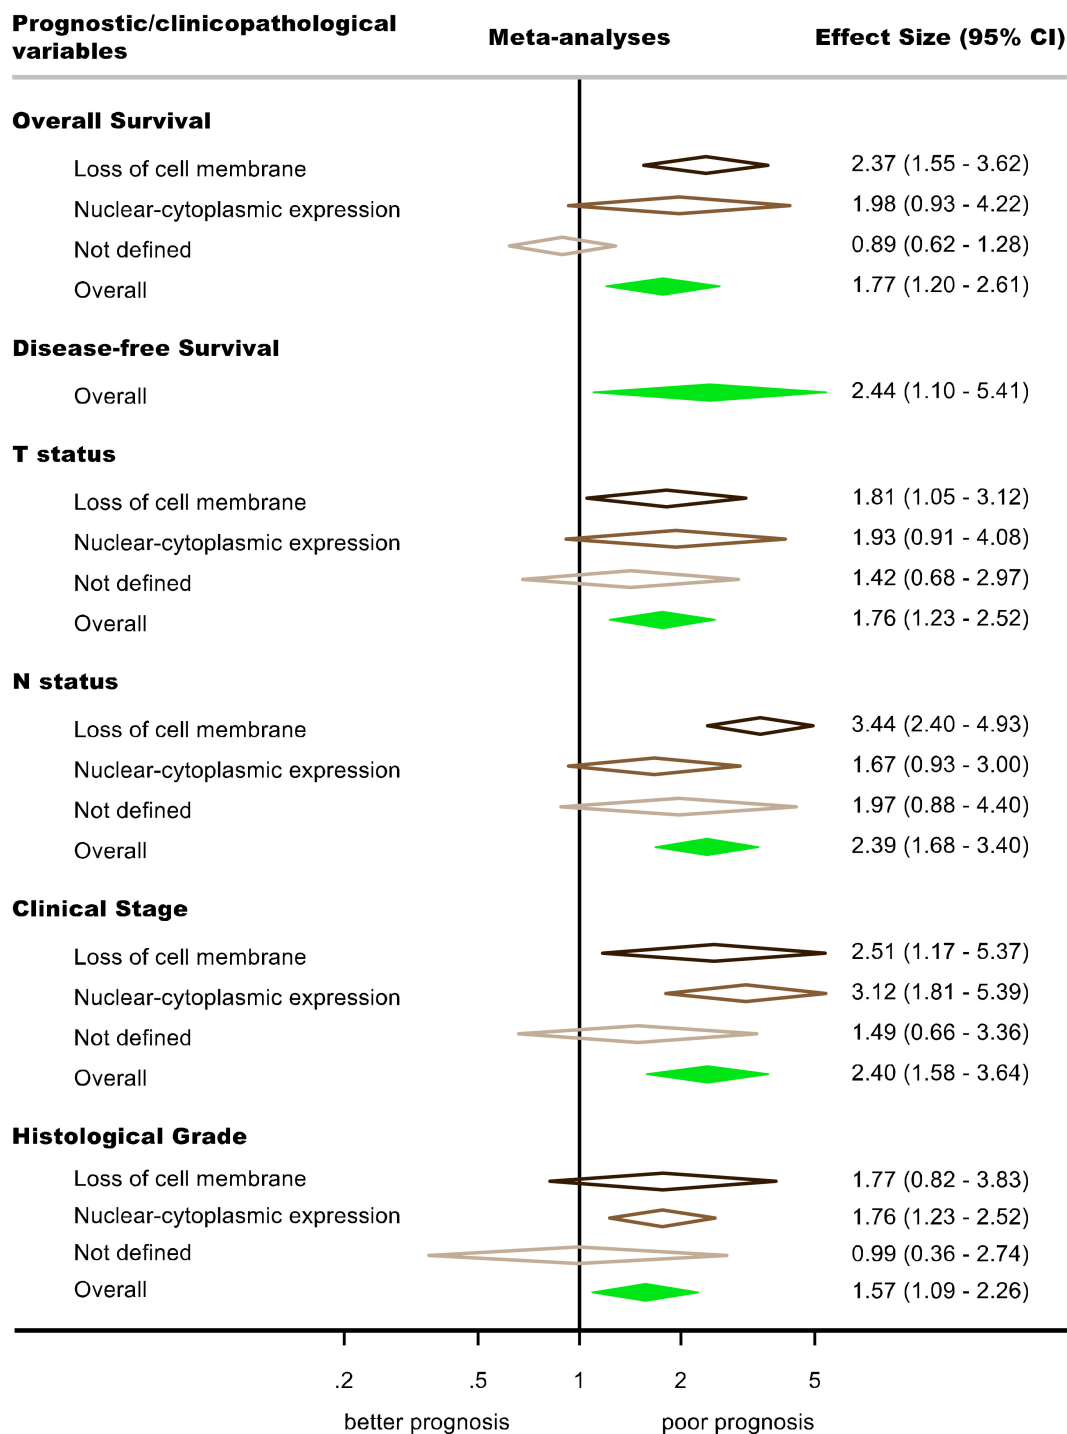 Prognostic/clinicopathological
variables
Meta-analyses
Effect Size (95% CI)
Overall Survival
Loss of cell membrane 2.37 (1.55 - 3.62)
Nuclear-cytoplasmic expression 1.98 (0.93 - 4.22)
Not defined 0.89 (0.62 - 1.28)
Overall 1.77 (1.20 - 2.61)
Disease-free Survival
Overall 2.44 (1.10 - 5.41)
T status
Loss of cell membrane 1.81 (1.05 - 3.12)
Nuclear-cytoplasmic expression 1.93 (0.91 - 4.08)
Not defined 1.42 (0.68 - 2.97)
Overall 1.76 (1.23 - 2.52)
N status
Loss of cell membrane 3.44 (2.40 - 4.93)
Nuclear-cytoplasmic expression 1.67 (0.93 - 3.00)
Not defined 1.97 (0.88 - 4.40)
Overall 2.39 (1.68 - 3.40)
Clinical Stage
Loss of cell membrane 2.51 (1.17 - 5.37)
Nuclear-cytoplasmic expression 3.12 (1.81 - 5.39)
Not defined 1.49 (0.66 - 3.36)
Overall 2.40 (1.58 - 3.64)
Histological Grade
Loss of cell membrane 1.77 (0.82 - 3.83)
Nuclear-cytoplasmic expression 1.76 (1.23 - 2.52)
Not defined 0.99 (0.36 - 2.74)
Overall 1.57 (1.09 - 2.26)
.2 .5 1 2 5
better prognosis poor prognosis